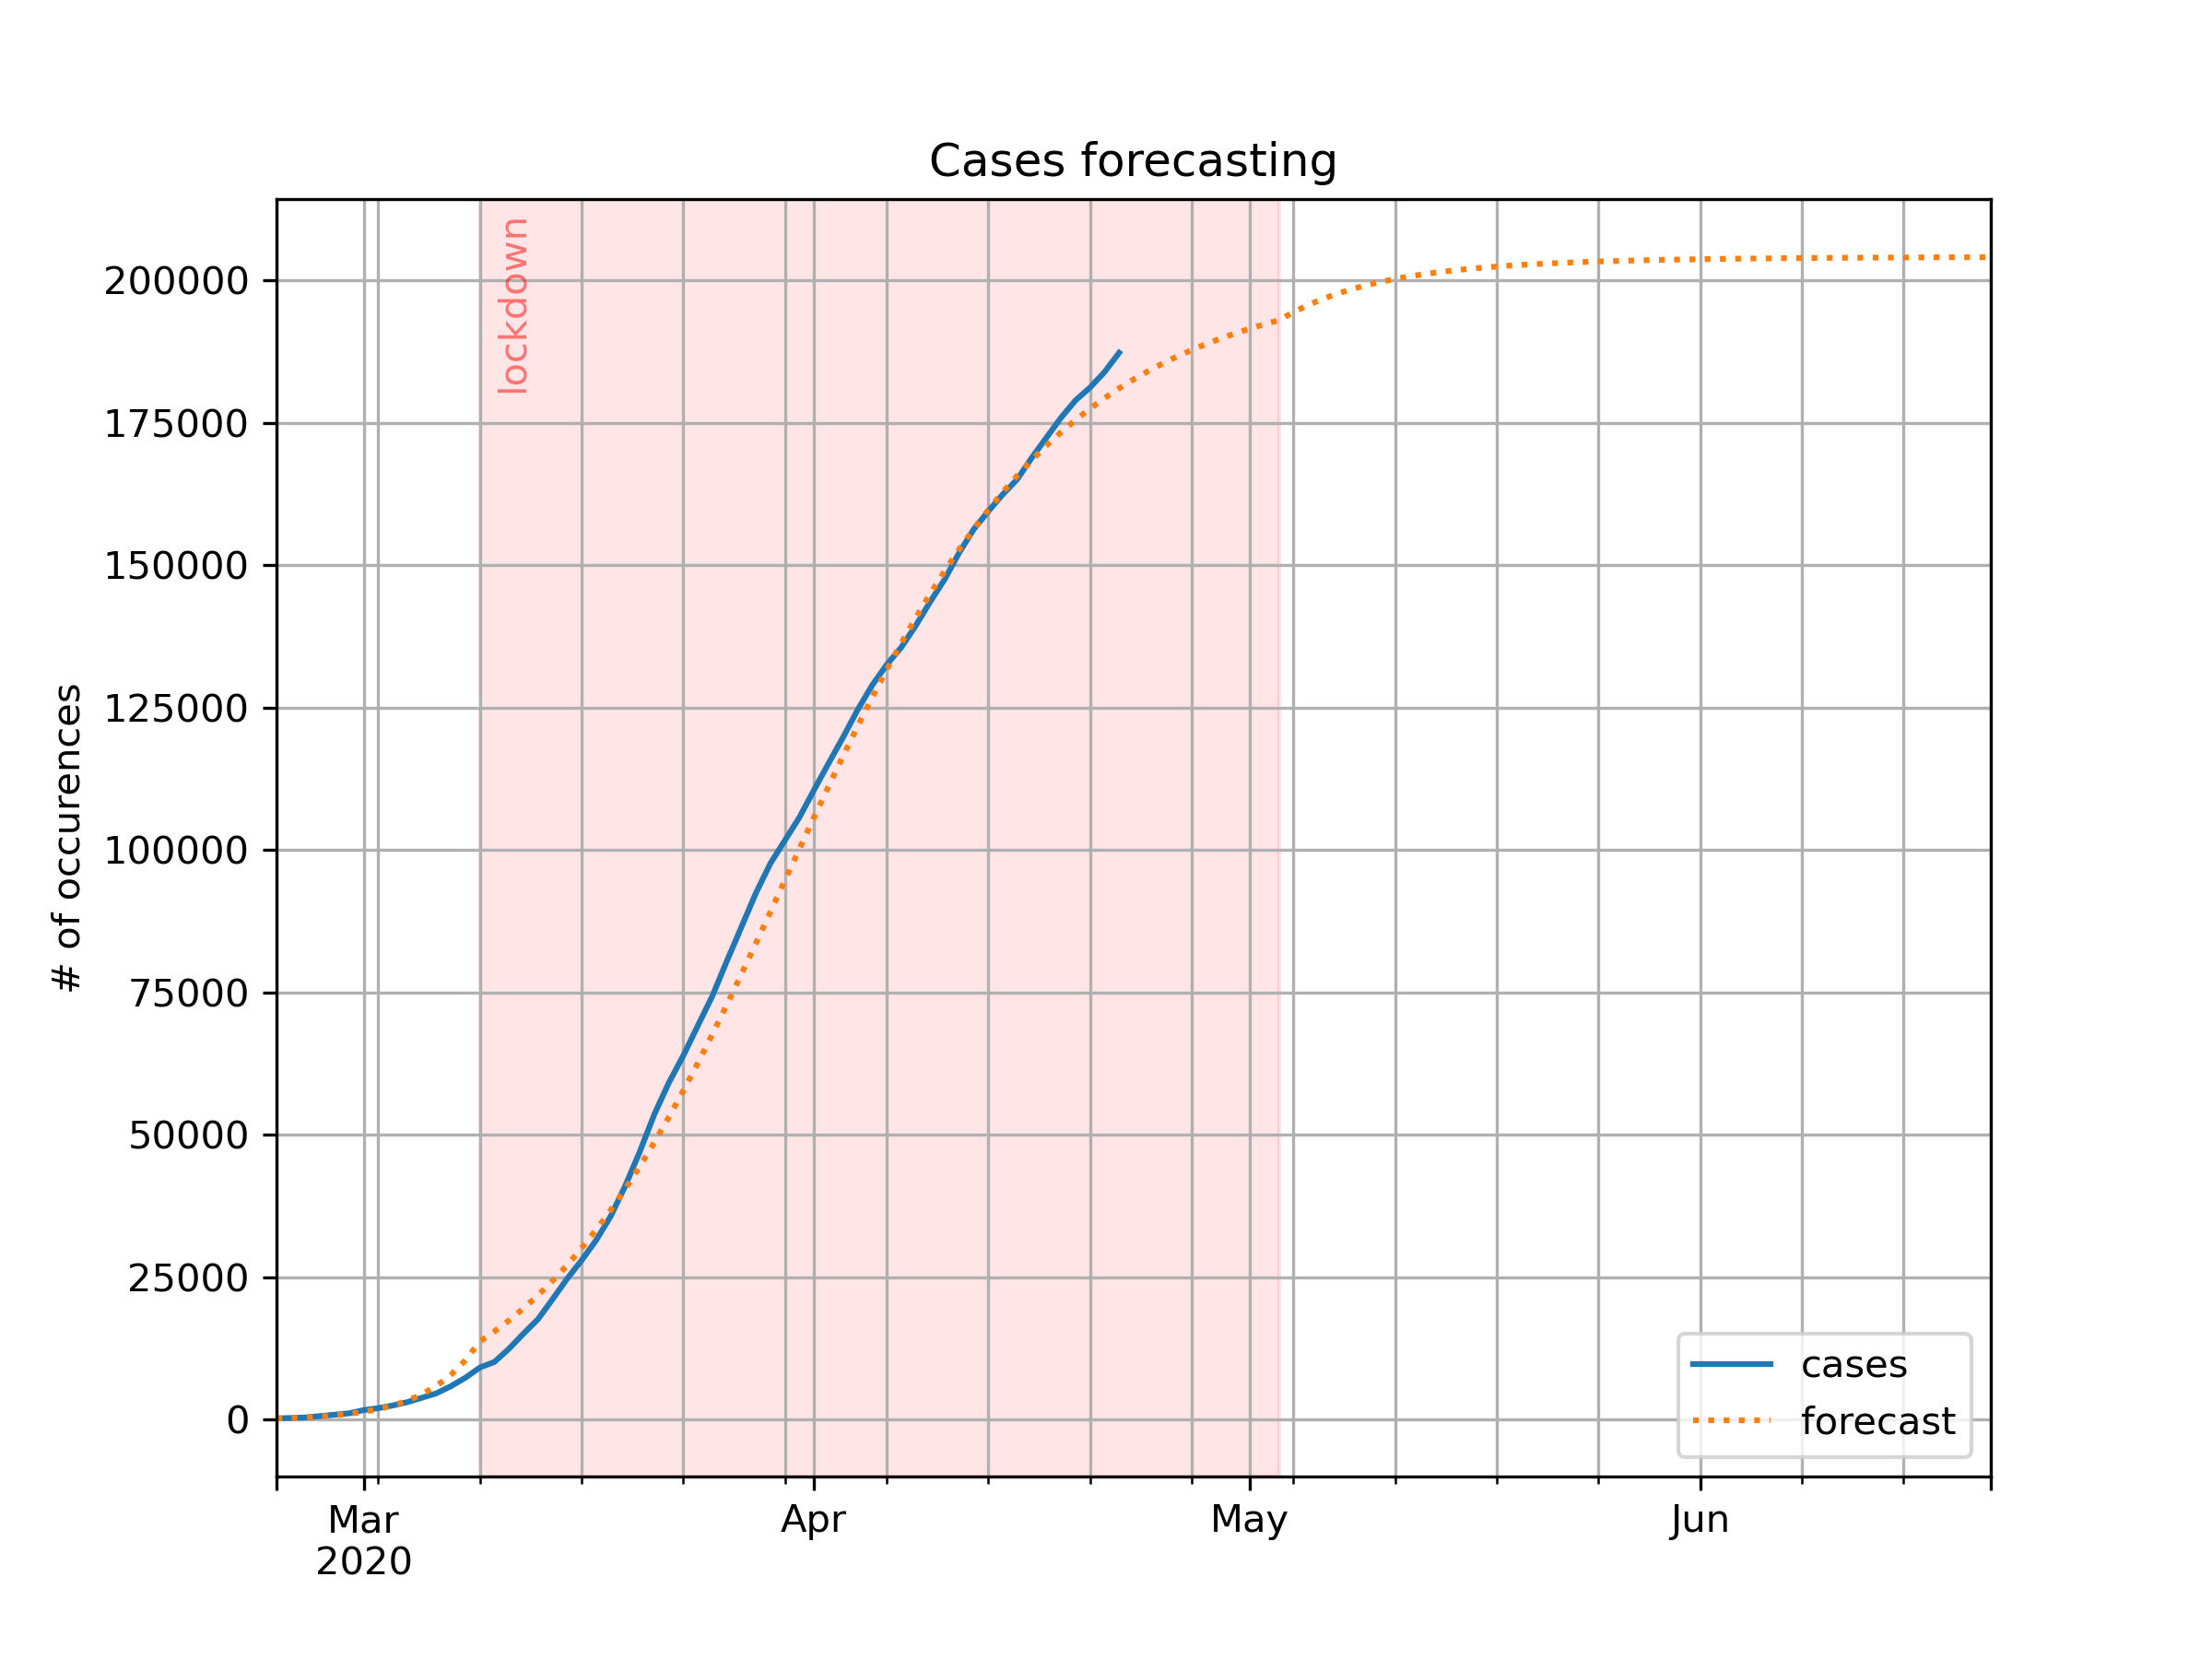 Cases forecasting
lockdown
# of occurences
200000
175000
150000
125000
100000
75000
50000
25000
0
Mar
2020
Apr
May
Jun
cases
forecast